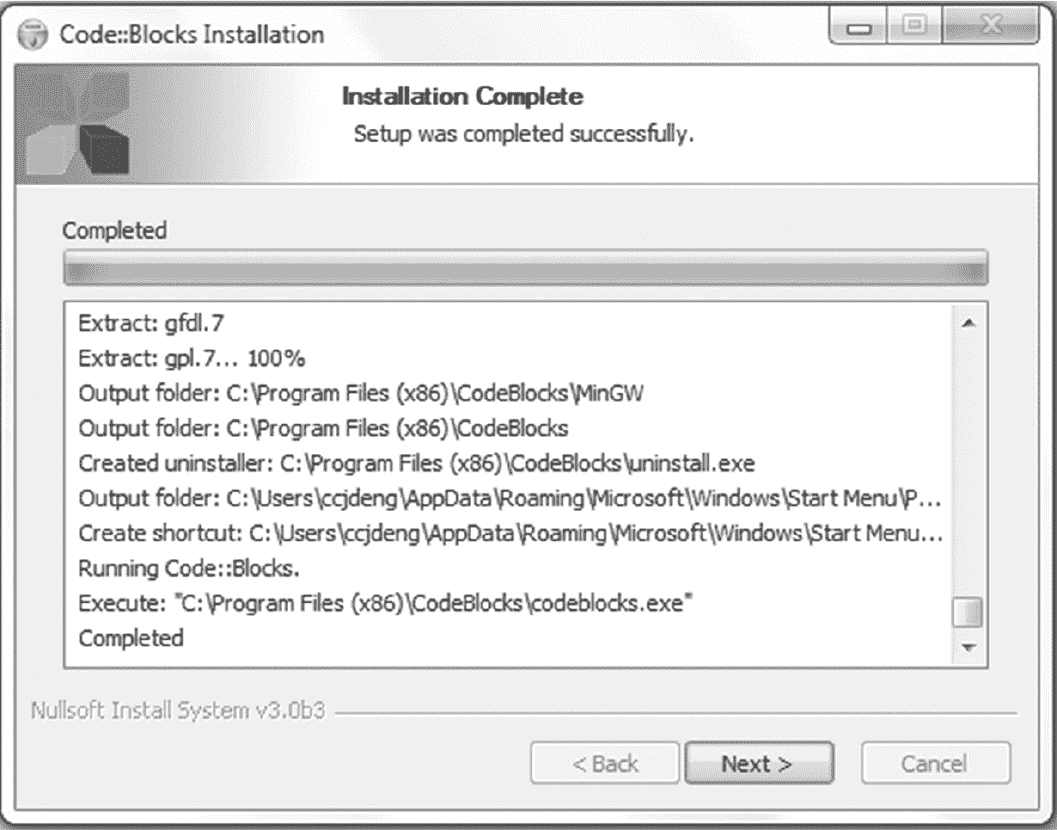 Code::Blocks Installation
Installation Complete
Setup was completed successfully.
Completed
Extract: gfdl.7
Extract: gpl.7... 100%
Output folder: C:\Program Files (x86)\CodeBlocks\MinGW
Output folder: C:\Program Files (x86)\CodeBlocks
Created uninstaller: C:\Program Files (x86)\CodeBlocks\uninstall.exe
Output folder: C:\Users\ccjdeng\AppData\Roaming\Microsoft\Windows\Start Menu\P...
Create shortcut: C:\Users\ccjdeng\AppData\Roaming\Microsoft\Windows\Start Menu...
Running Code::Blocks.
Execute: "C:\Program Files (x86)\CodeBlocks\codeblocks.exe"
Completed
Nullsoft Install System v3.0b3
< Back Next > Cancel